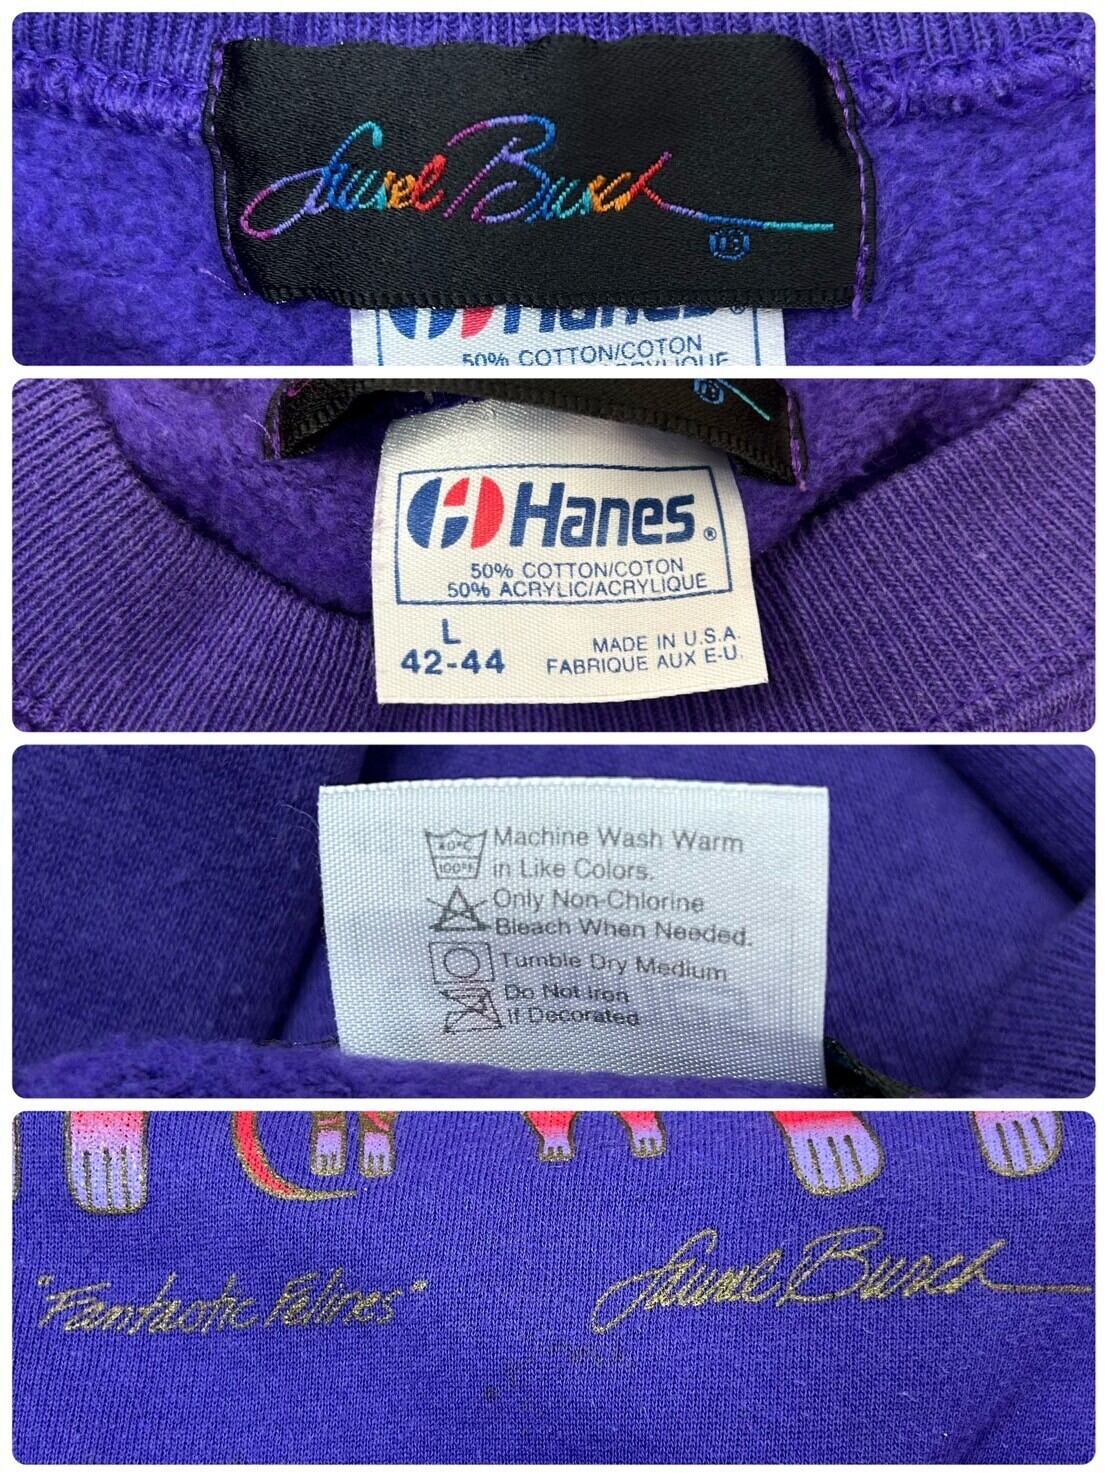 Laurel Burch
®
Hanes®
50% COTTON/COTON
Hanes®
50% COTTON/COTON
50% ACRYLIC/ACRYLIQUE
L
42-44
MADE IN U.S.A.
FABRIQUE AUX E-U.
40°C
100°F
Machine Wash Warm
in Like Colors.
Only Non-Chlorine
Bleach When Needed.
Tumble Dry Medium
Do Not Iron
If Decorated
"Fantastic Felines"
Laurel Burch